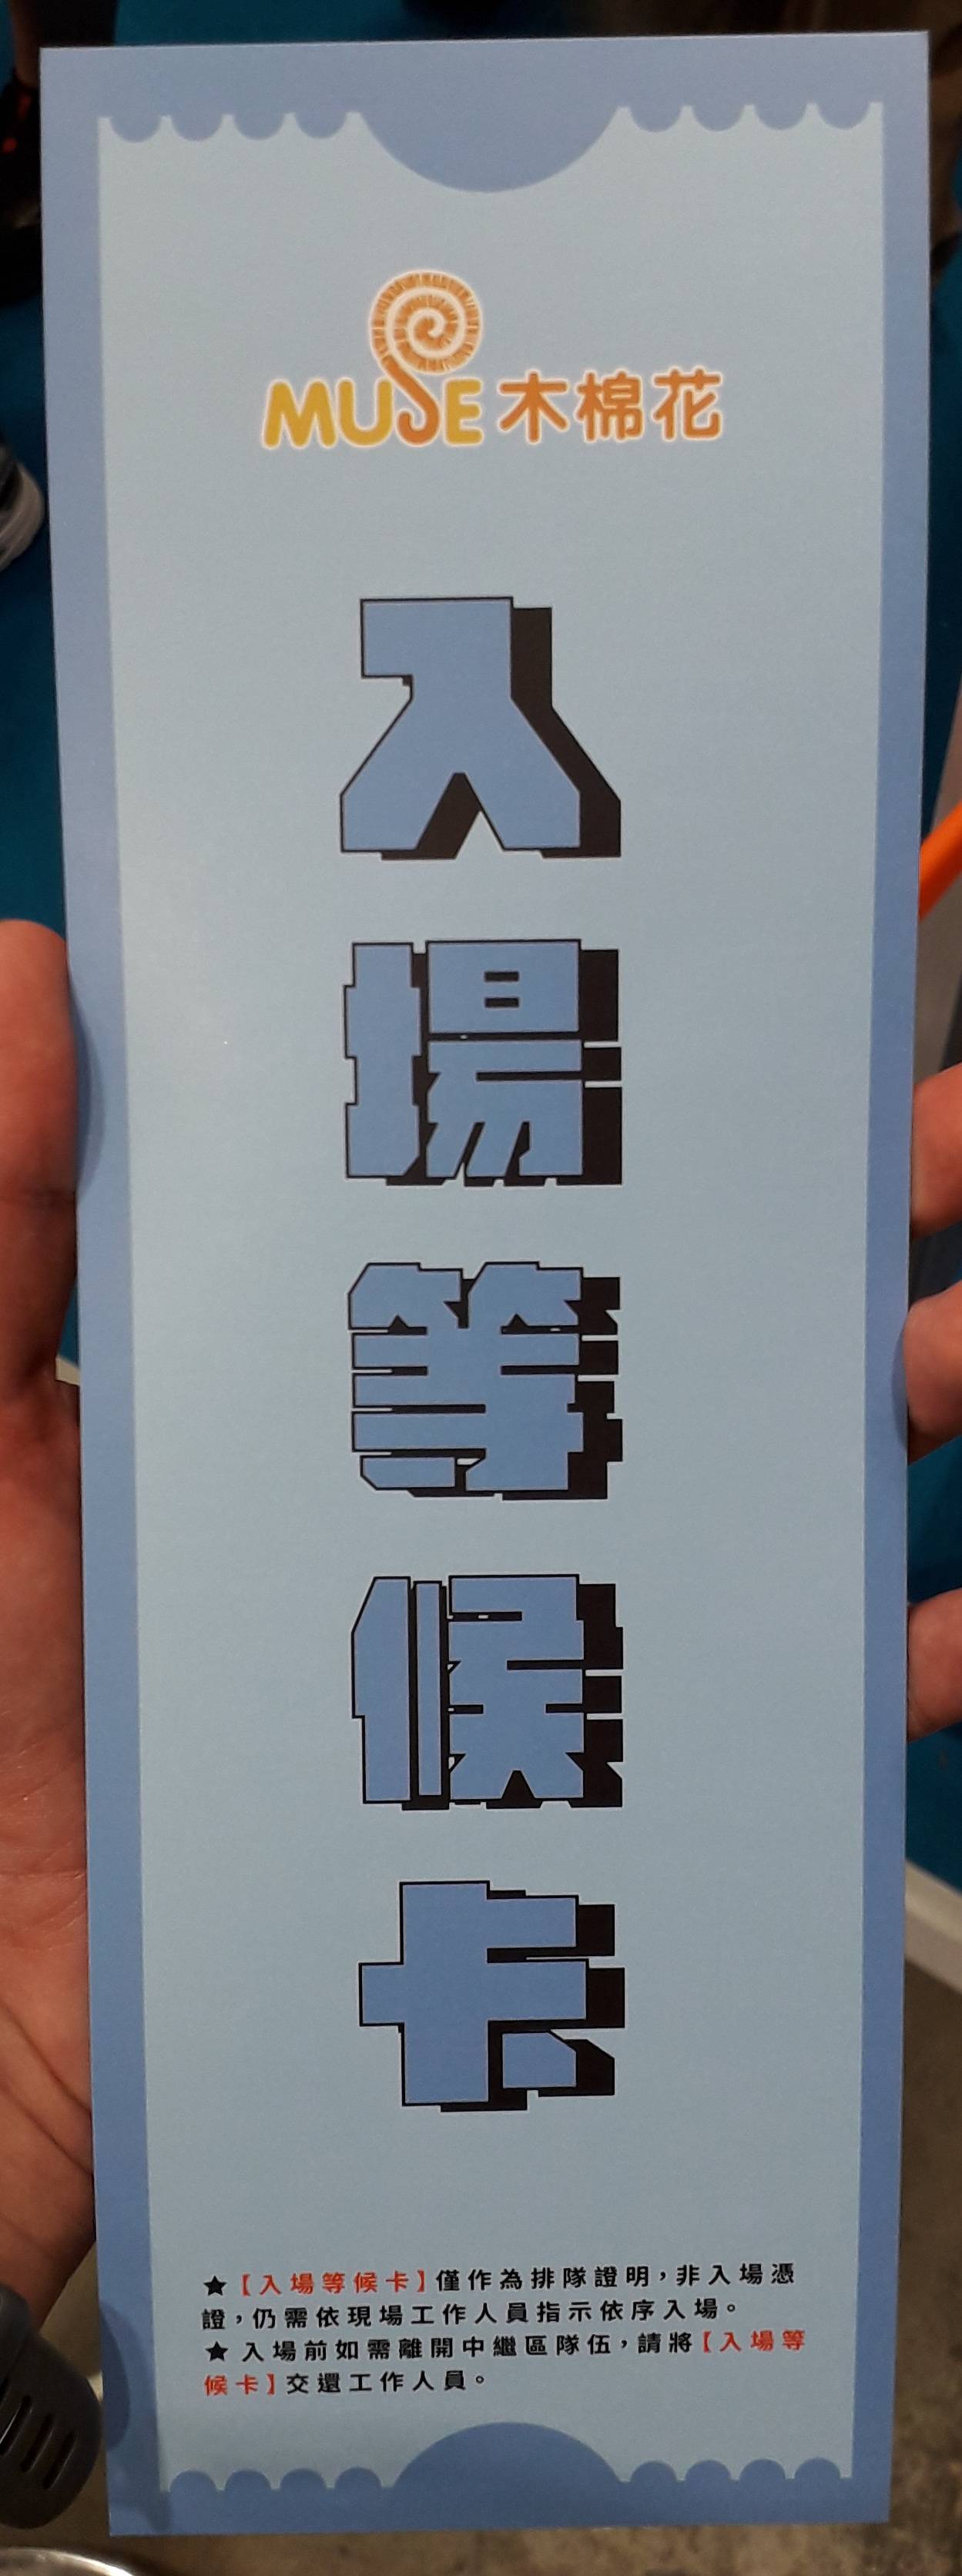 MUSE 木棉花
入場等候卡
★【入場等候卡】僅作為排隊證明，非入場憑
證，仍需依現場工作人員指示依序入場。
★ 入場前如需離開中繼區隊伍，請將【入場等
候卡】交還工作人員。